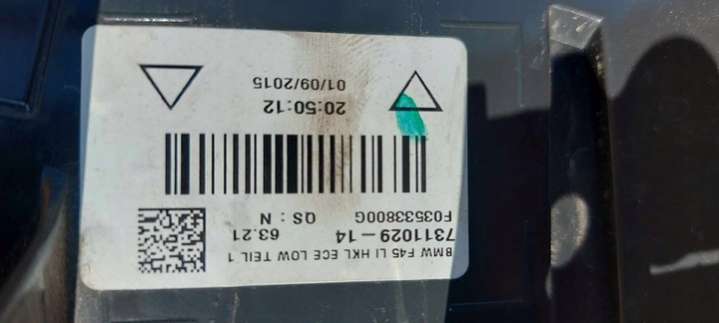 BMW F45 LI HKL ECE LOW TEIL 1
7311029-14 63.21
F03533800G QS : N
20:50:12
01/09/2015